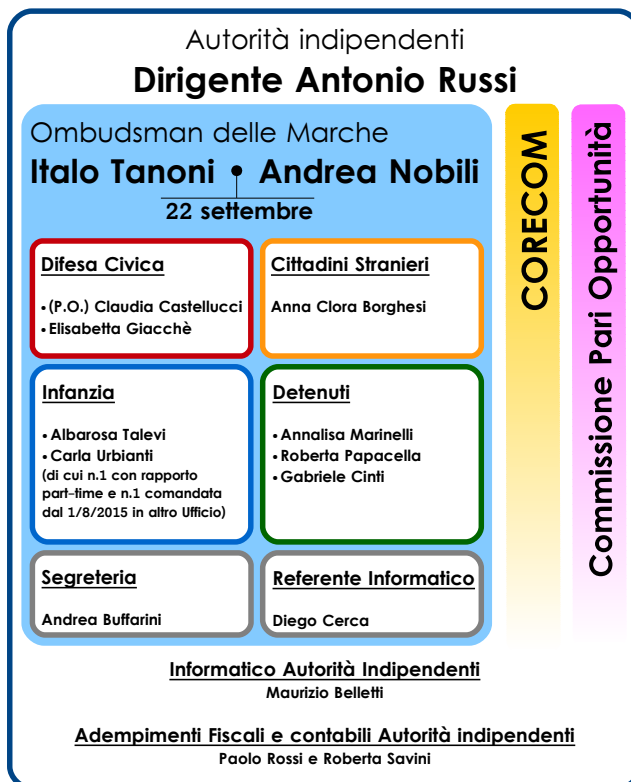 Autorità indipendenti
Dirigente Antonio Russi
Ombudsman delle Marche
Italo Tanoni • Andrea Nobili
22 settembre
Difesa Civica
• (P.O.) Claudia Castellucci
• Elisabetta Giacchè
Cittadini Stranieri
Anna Clora Borghesi
Infanzia
• Albarosa Talevi
• Carla Urbianti
(di cui n.1 con rapporto
part-time e n.1 comandata
dal 1/8/2015 in altro Ufficio)
Detenuti
• Annalisa Marinelli
• Roberta Papacella
• Gabriele Cinti
Segreteria
Andrea Buffarini
Referente Informatico
Diego Cerca
CORECOM
Commissione Pari Opportunità
Informatico Autorità Indipendenti
Maurizio Belletti
Adempimenti Fiscali e contabili Autorità indipendenti
Paolo Rossi e Roberta Savini